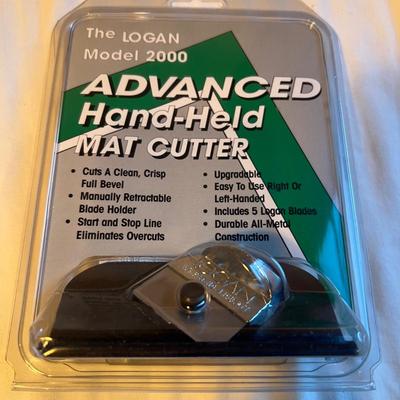 The LOGAN
Model 2000
ADVANCED
Hand-Held
MAT CUTTER
• Cuts A Clean, Crisp
Full Bevel
• Manually Retractable
Blade Holder
• Start and Stop Line
Eliminates Overcuts
• Upgradable
• Easy To Use Right Or
Left-Handed
• Includes 5 Logan Blades
• Durable All-Metal
Construction
LOGAN